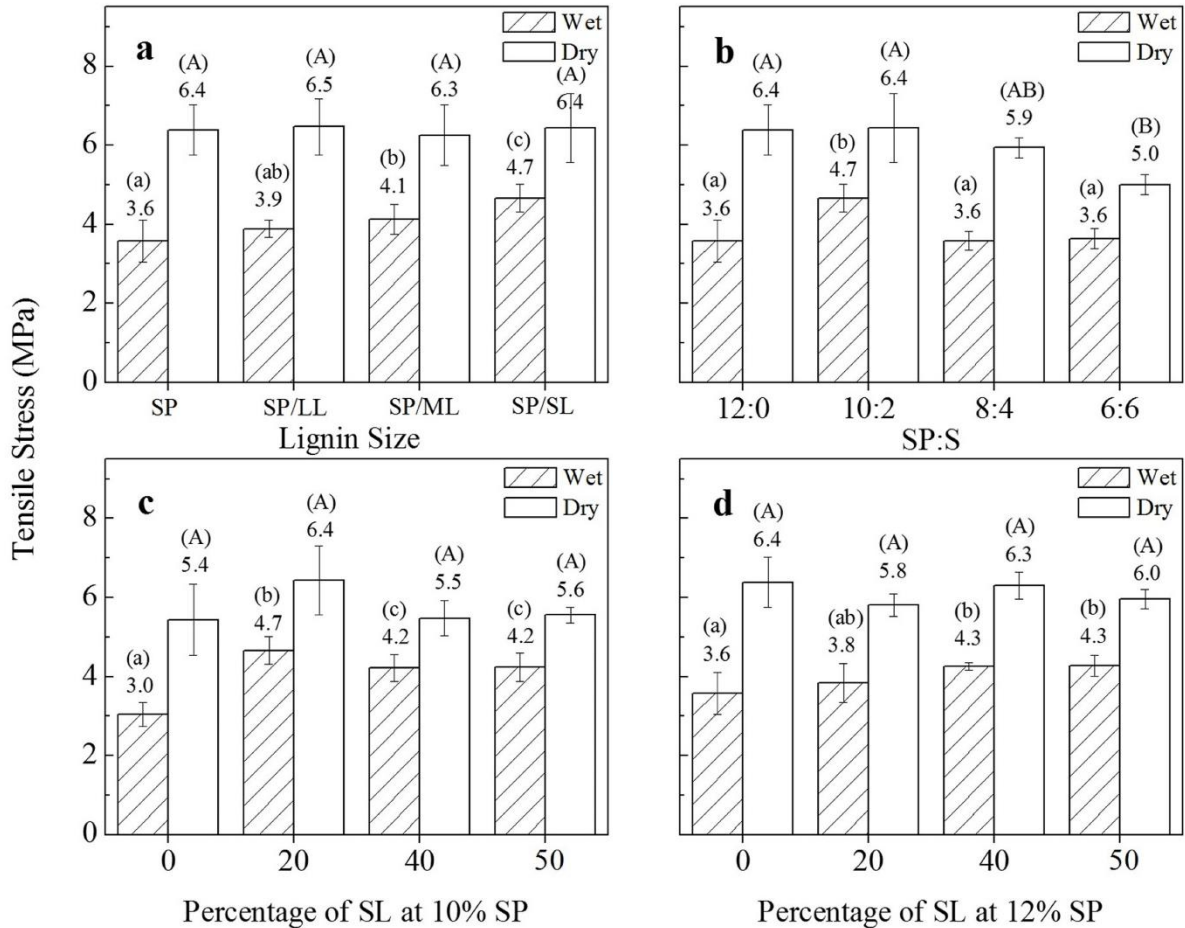 Tensile Stress (MPa)
a
Wet
Dry
8
6
4
2
0
(a)
3.6
(A)
6.4
(ab)
3.9
(A)
6.5
(b)
4.1
(A)
6.3
(c)
4.7
(A)
6.4
SP SP/LL SP/ML SP/SL
Lignin Size
b
Wet
Dry
(a)
3.6
(A)
6.4
(b)
4.7
(A)
6.4
(a)
3.6
(AB)
5.9
(a)
3.6
(B)
5.0
12:0 10:2 8:4 6:6
SP:S
c
Wet
Dry
8
6
4
2
0
(a)
3.0
(A)
5.4
(b)
4.7
(A)
6.4
(c)
4.2
(A)
5.5
(c)
4.2
(A)
5.6
0 20 40 50
Percentage of SL at 10% SP
d
Wet
Dry
(a)
3.6
(A)
6.4
(ab)
3.8
(A)
5.8
(b)
4.3
(A)
6.3
(b)
4.3
(A)
6.0
0 20 40 50
Percentage of SL at 12% SP